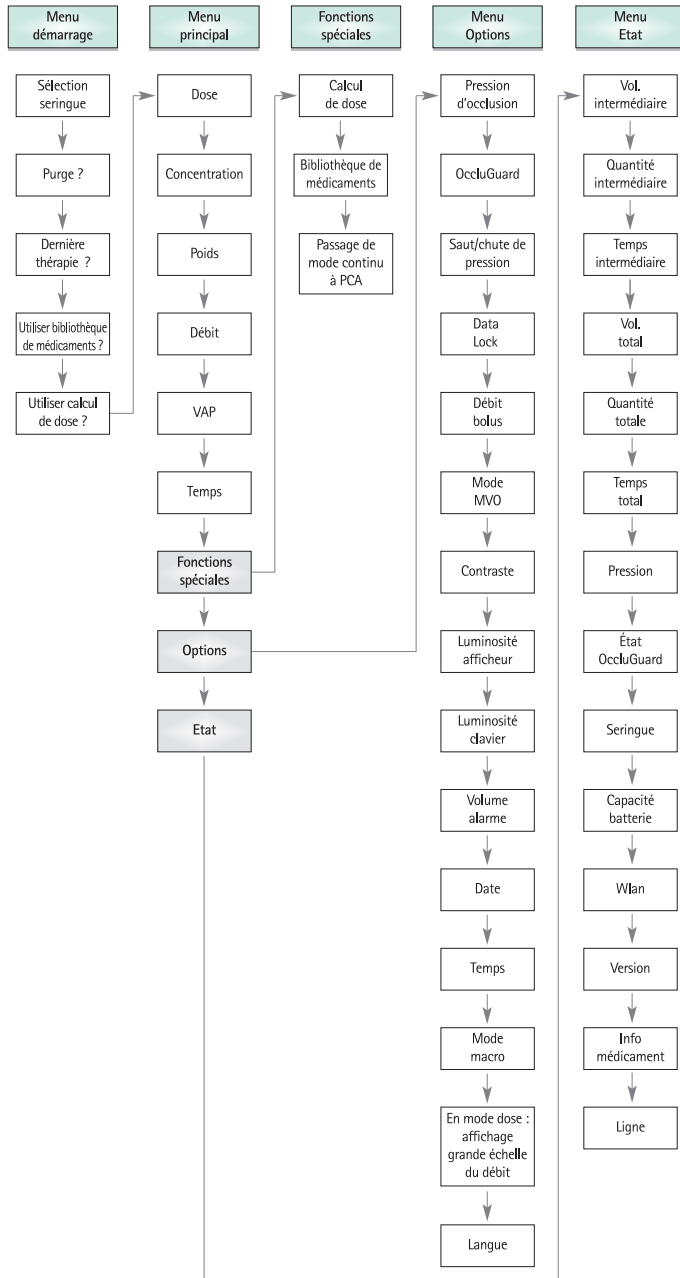 Menu
démarrage
Sélection
seringue
Purge ?
Dernière
thérapie ?
Utiliser bibliothèque
de médicaments ?
Utiliser calcul
de dose ?
Menu
principal
Dose
Concentration
Poids
Débit
VAP
Temps
Fonctions
spéciales
Options
Etat
Fonctions
spéciales
Calcul
de dose
Bibliothèque de
médicaments
Passage de
mode continu
à PCA
Menu
Options
Pression
d'occlusion
OccluGuard
Saut/chute de
pression
Data
Lock
Débit
bolus
Mode
MVO
Contraste
Luminosité
afficheur
Luminosité
clavier
Volume
alarme
Date
Temps
Mode
macro
En mode dose :
affichage
grande échelle
du débit
Langue
Menu
Etat
Vol.
intermédiaire
Quantité
intermédiaire
Temps
intermédiaire
Vol.
total
Quantité
totale
Temps
total
Pression
État
OccluGuard
Seringue
Capacité
batterie
Wlan
Version
Info
médicament
Ligne